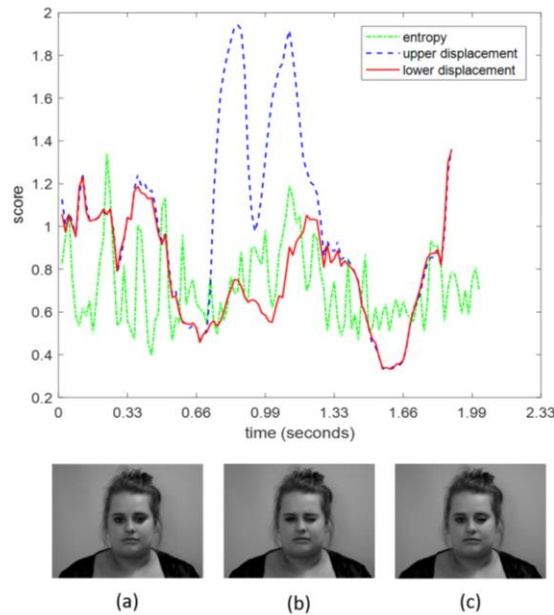 2
1.8
1.6
1.4
1.2
1
0.8
0.6
0.4
0.2
score
entropy
upper displacement
lower displacement
0 0.33 0.66 0.99 1.33 1.66 1.99 2.33
time (seconds)
(a) (b) (c)